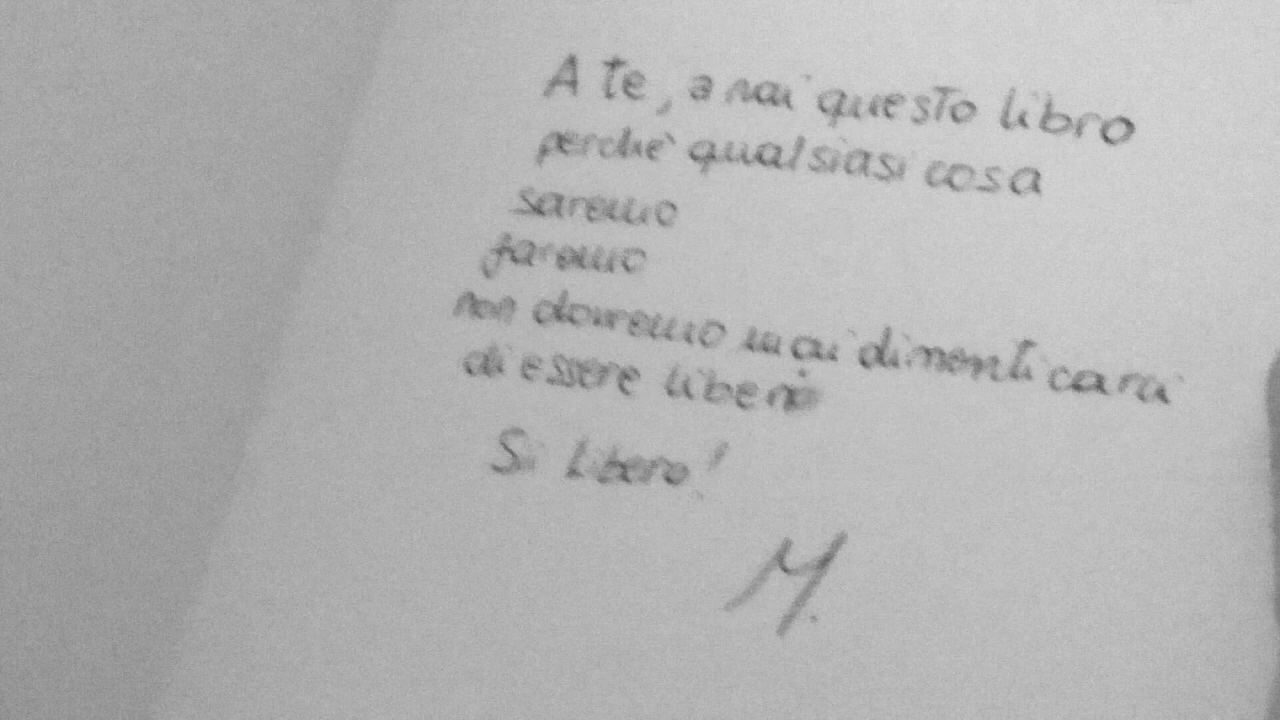 A te, a noi questo libro
perchè qualsiasi cosa
saremo
faremo
non dovremo mai dimenticarci
di essere liberi
Sii Libero!
M.